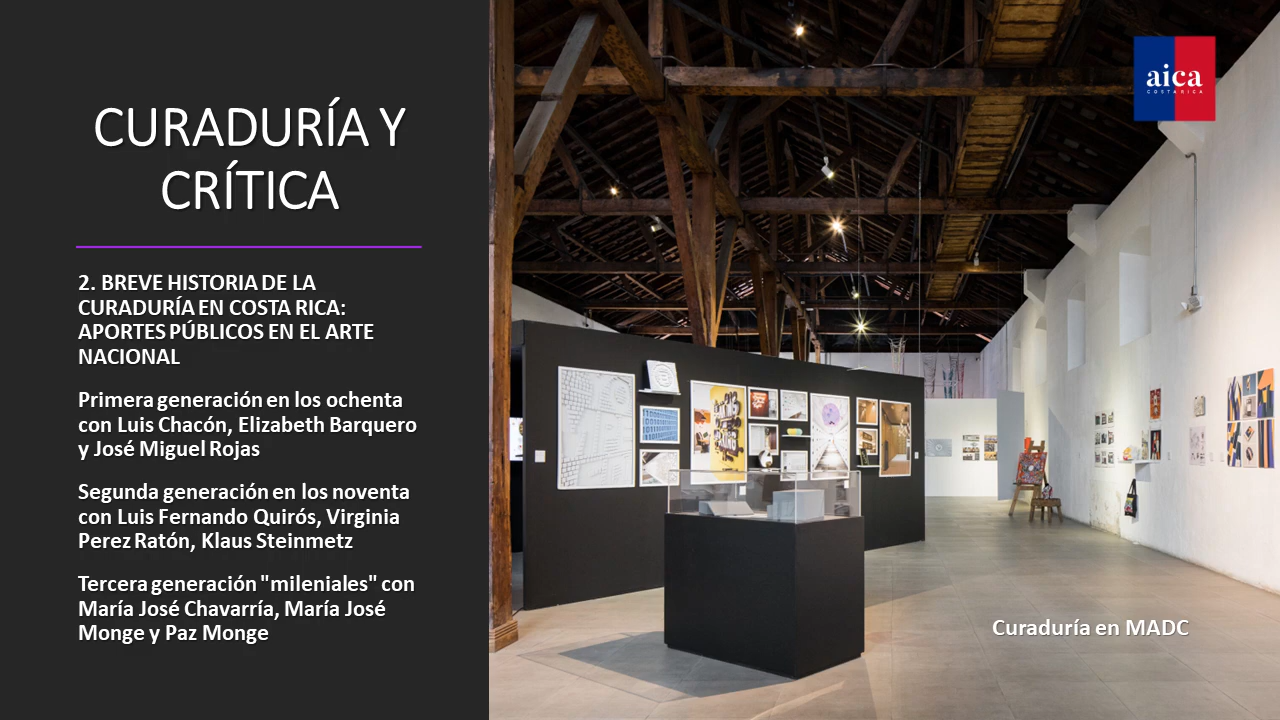 CURADURÍA Y
CRÍTICA
2. BREVE HISTORIA DE LA
CURADURÍA EN COSTA RICA:
APORTES PÚBLICOS EN EL ARTE
NACIONAL
Primera generación en los ochenta
con Luis Chacón, Elizabeth Barquero
y José Miguel Rojas
Segunda generación en los noventa
con Luis Fernando Quirós, Virginia
Perez Ratón, Klaus Steinmetz
Tercera generación "mileniales" con
María José Chavarría, María José
Monge y Paz Monge
aica
COSTA RICA
Curaduría en MADC